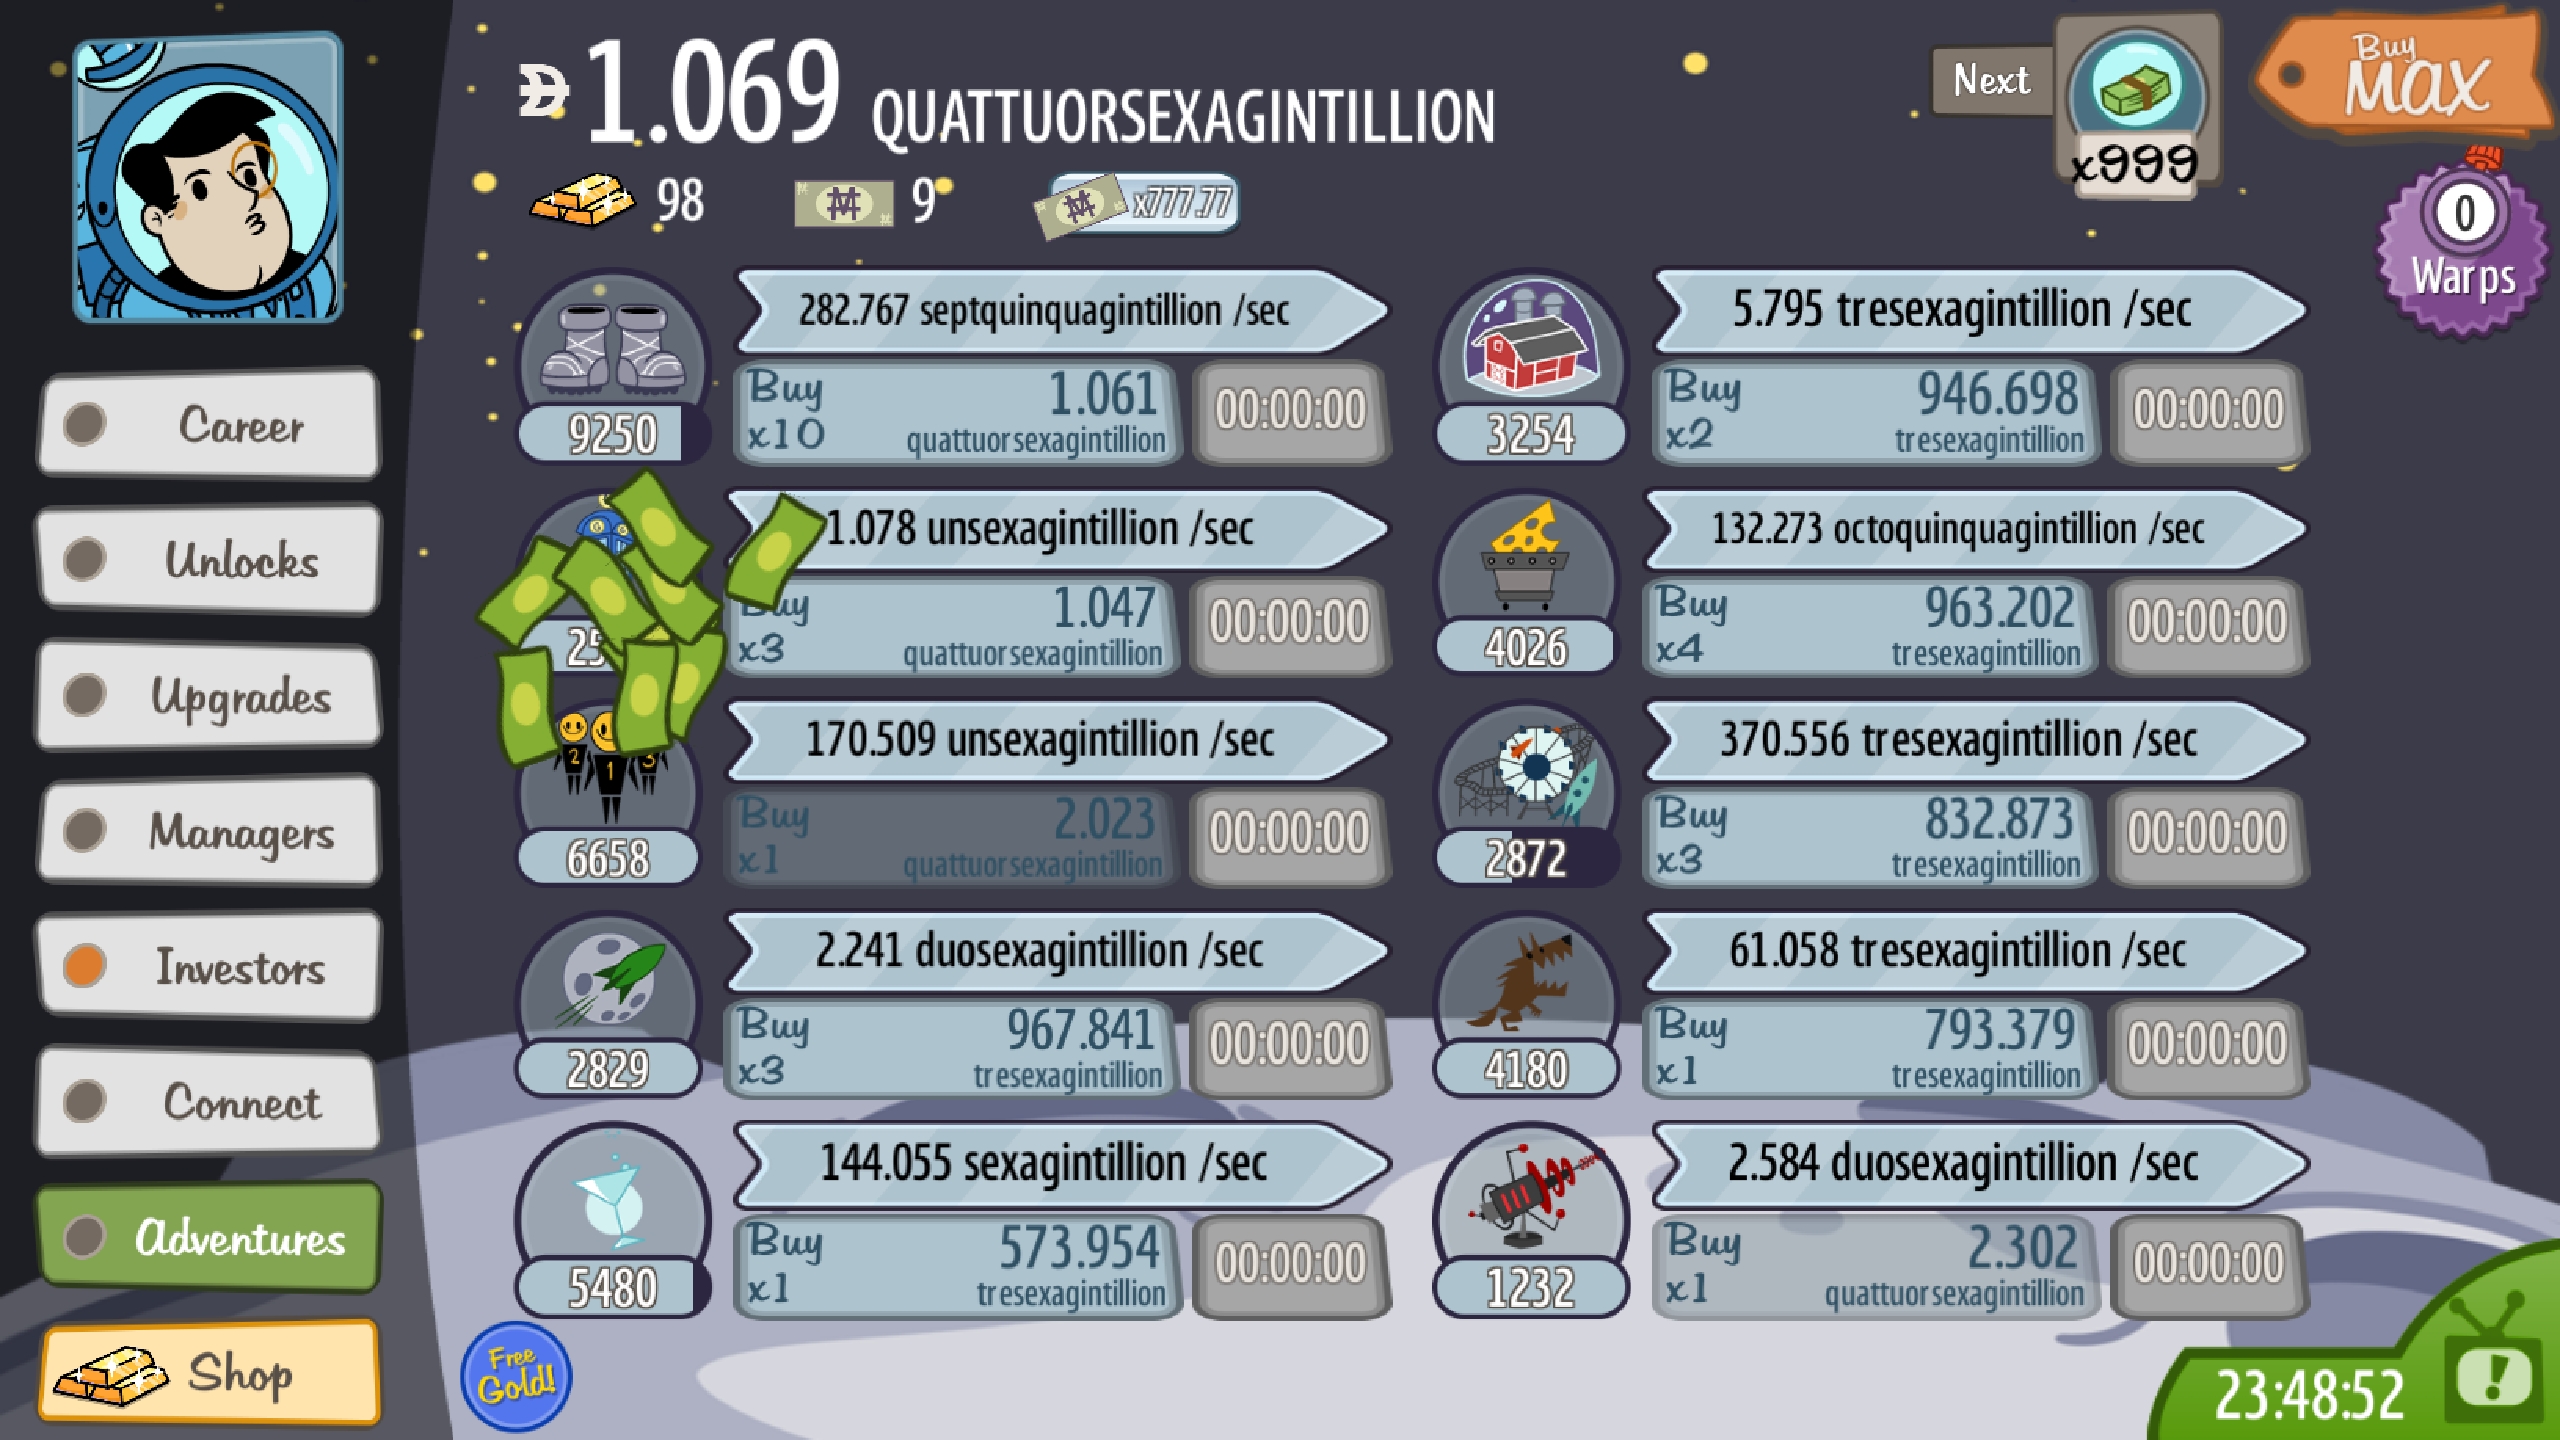 1.069 QUATTUORSEXAGINTILLION
98
9
x777.77
Next
x999
Buy
MAX
0
Warps
Career
Unlocks
Upgrades
Managers
Investors
Connect
Adventures
Shop
282.767 septquinquagintillion /sec
9250
Buy
x10
1.061
quattuorsexagintillion
00:00:00
5.795 tresexagintillion /sec
3254
Buy
x2
946.698
tresexagintillion
00:00:00
1.078 unsexagintillion /sec
Buy
x3
1.047
quattuorsexagintillion
00:00:00
132.273 octoquinquagintillion /sec
4026
Buy
x4
963.202
tresexagintillion
00:00:00
170.509 unsexagintillion /sec
2 1 3
6658
Buy
x1
2.023
quattuorsexagintillion
00:00:00
370.556 tresexagintillion /sec
2872
Buy
x3
832.873
tresexagintillion
00:00:00
2.241 duosexagintillion /sec
2829
Buy
x3
967.841
tresexagintillion
00:00:00
61.058 tresexagintillion /sec
4180
Buy
x1
793.379
tresexagintillion
00:00:00
144.055 sexagintillion /sec
5480
Buy
x1
573.954
tresexagintillion
00:00:00
2.584 duosexagintillion /sec
1232
Buy
x1
2.302
quattuorsexagintillion
00:00:00
Free
Gold!
23:48:52
!